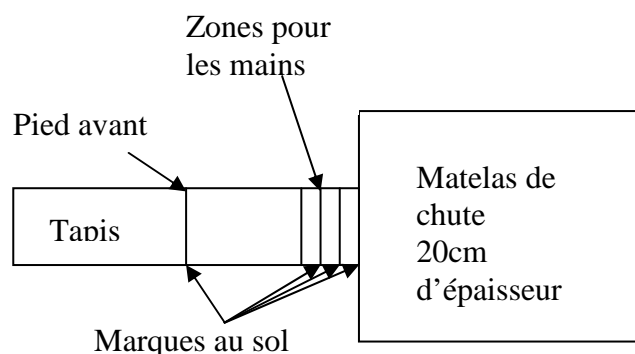 Zones pour
les mains
Pied avant
Tapis
Matelas de
chute
20cm
d’épaisseur
Marques au sol